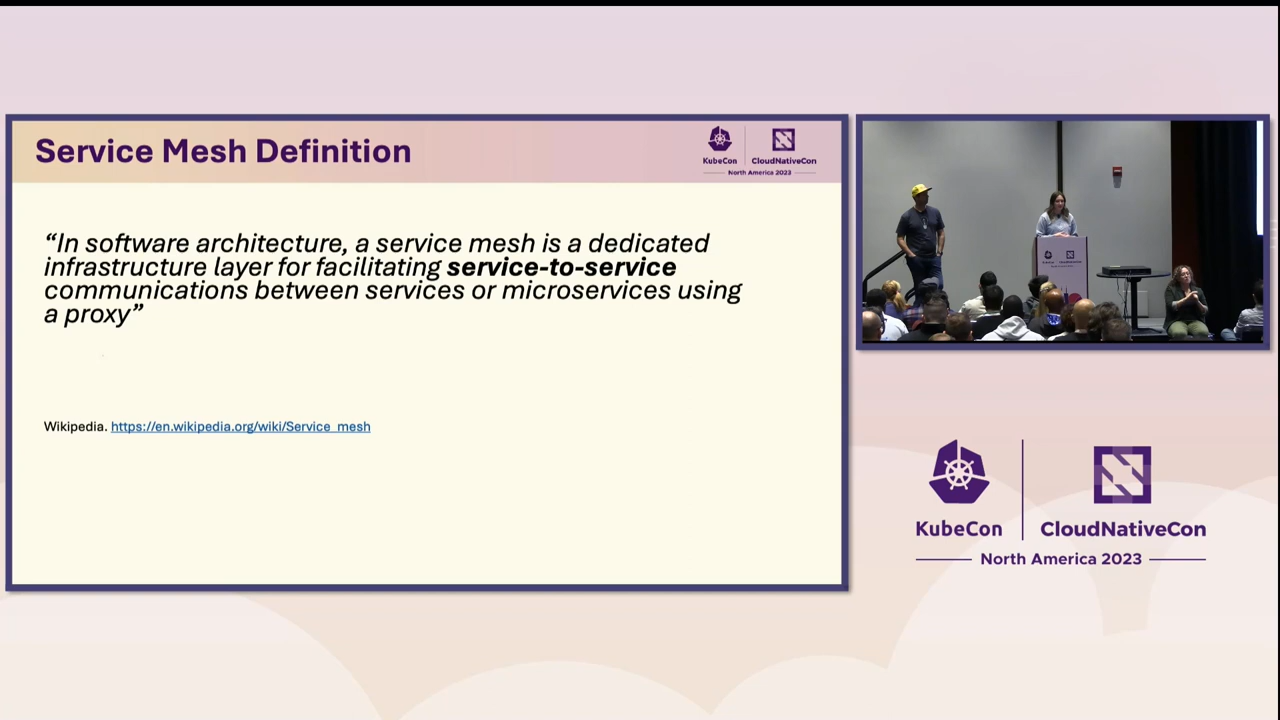 Service Mesh Definition
KubeCon
CloudNativeCon
North America 2023
“In software architecture, a service mesh is a dedicated
infrastructure layer for facilitating service-to-service
communications between services or microservices using
a proxy”
Wikipedia. https://en.wikipedia.org/wiki/Service_mesh
KubeCon
CloudNativeCon
North America 2023